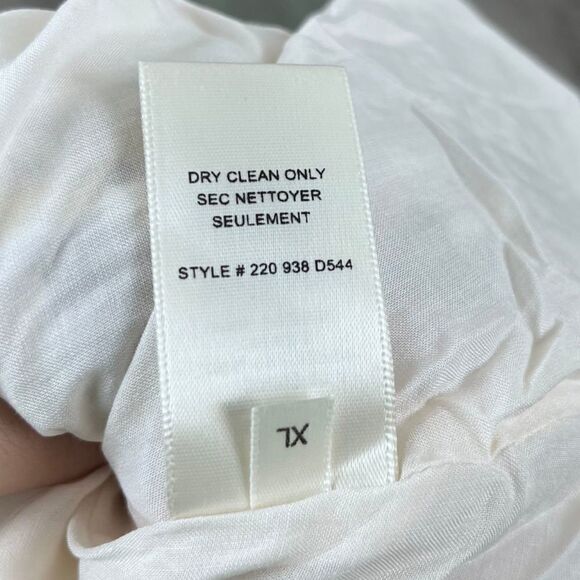 DRY CLEAN ONLY
SEC NETTOYER
SEULEMENT
STYLE # 220 938 D544
XL